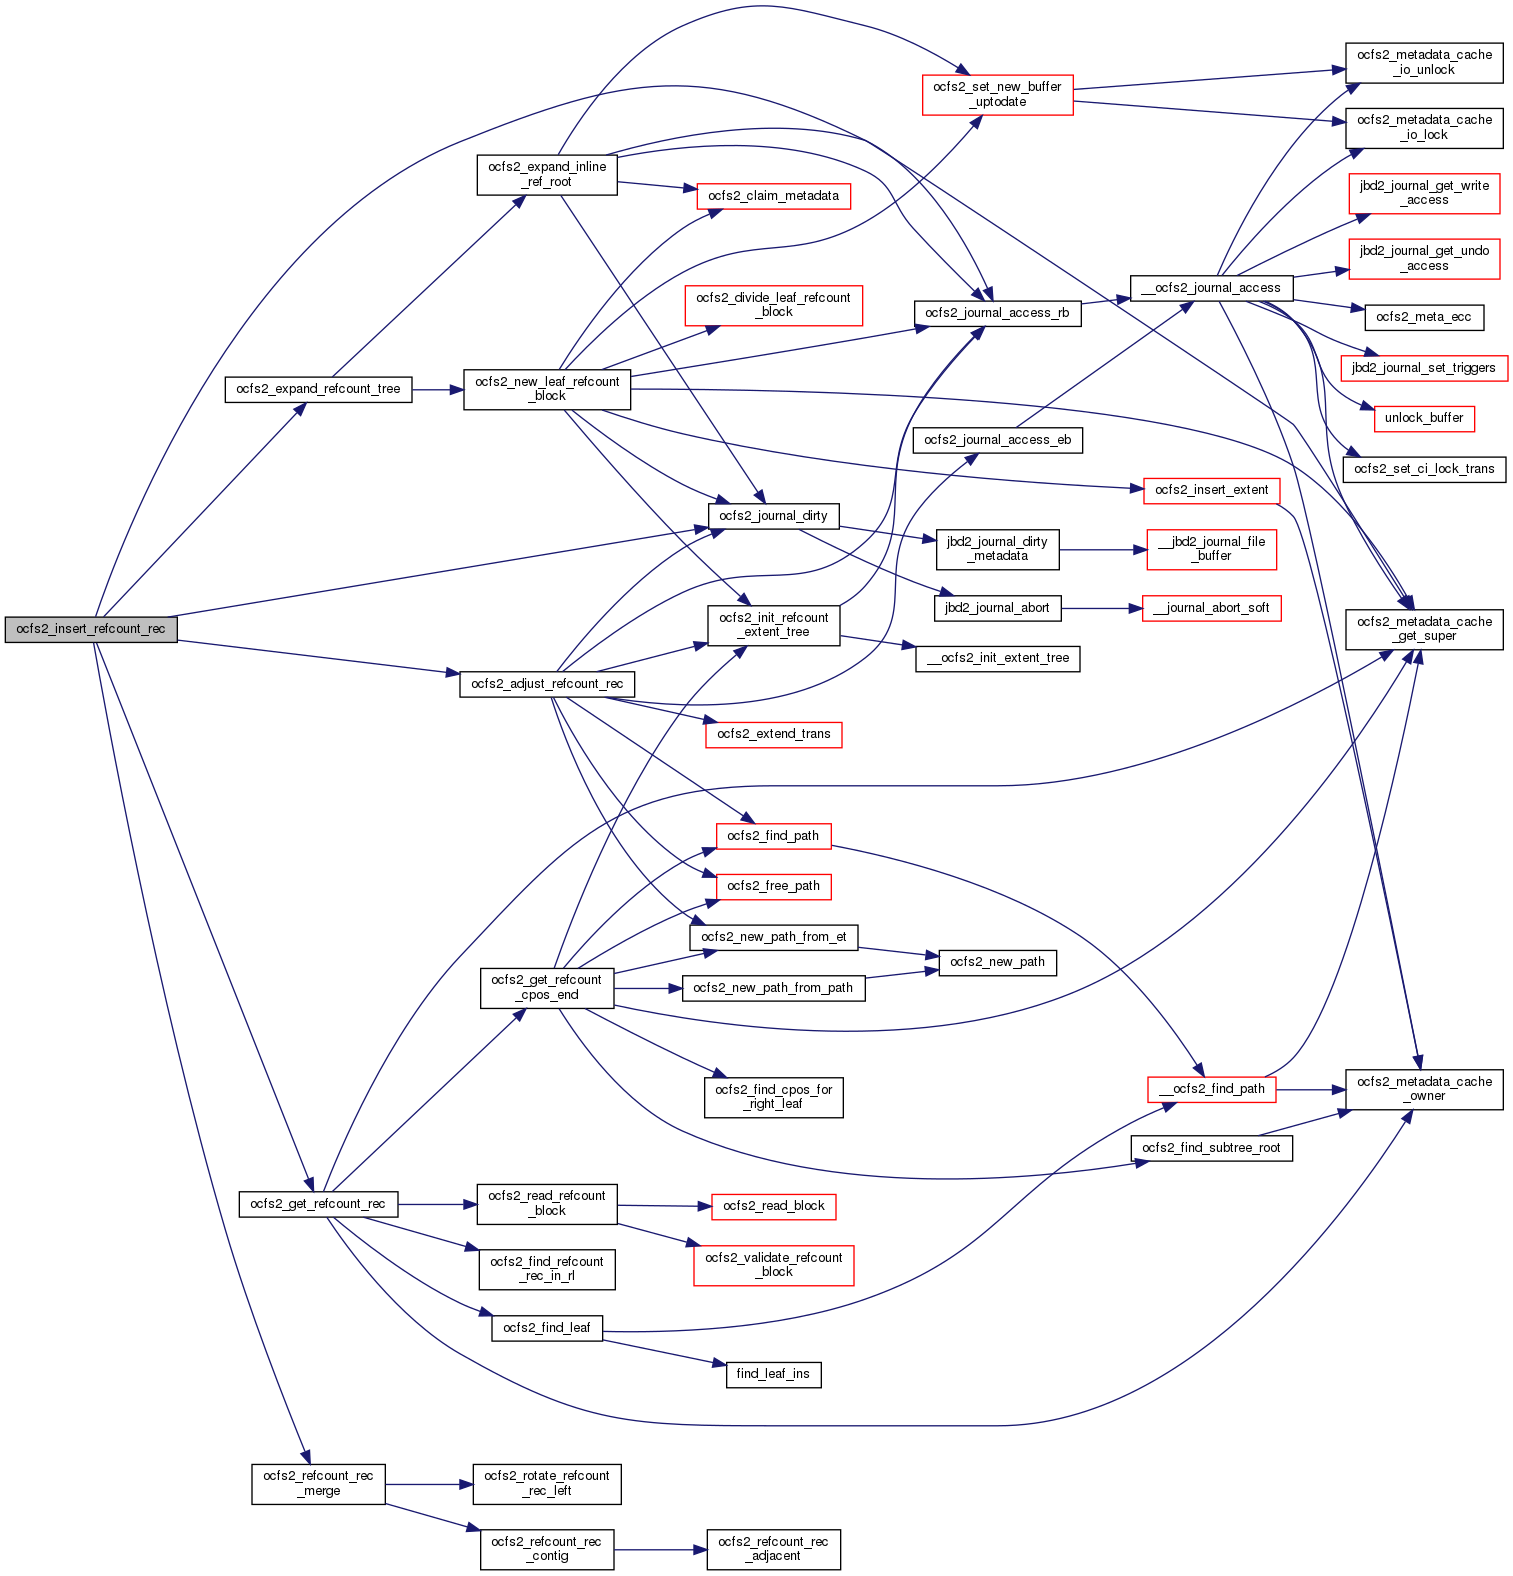 ocfs2_metadata_cache
_io_unlock
ocfs2_set_new_buffer
_uptodate
ocfs2_metadata_cache
_io_lock
ocfs2_expand_inline
_ref_root
ocfs2_claim_metadata
jbd2_journal_get_write
_access
jbd2_journal_get_undo
_access
__ocfs2_journal_access
ocfs2_divide_leaf_refcount
_block
ocfs2_journal_access_rb
ocfs2_meta_ecc
jbd2_journal_set_triggers
ocfs2_expand_refcount_tree
ocfs2_new_leaf_refcount
_block
unlock_buffer
ocfs2_journal_access_eb
ocfs2_set_ci_lock_trans
ocfs2_insert_extent
ocfs2_journal_dirty
jbd2_journal_dirty
_metadata
__jbd2_journal_file
_buffer
jbd2_journal_abort
__journal_abort_soft
ocfs2_insert_refcount_rec
ocfs2_init_refcount
_extent_tree
ocfs2_metadata_cache
_get_super
__ocfs2_init_extent_tree
ocfs2_adjust_refcount_rec
ocfs2_extend_trans
ocfs2_find_path
ocfs2_free_path
ocfs2_new_path_from_et
ocfs2_new_path
ocfs2_get_refcount
_cpos_end
ocfs2_new_path_from_path
ocfs2_find_cpos_for
_right_leaf
__ocfs2_find_path
ocfs2_metadata_cache
_owner
ocfs2_find_subtree_root
ocfs2_get_refcount_rec
ocfs2_read_refcount
_block
ocfs2_read_block
ocfs2_find_refcount
_rec_in_rl
ocfs2_validate_refcount
_block
ocfs2_find_leaf
find_leaf_ins
ocfs2_refcount_rec
_merge
ocfs2_rotate_refcount
_rec_left
ocfs2_refcount_rec
_contig
ocfs2_refcount_rec
_adjacent